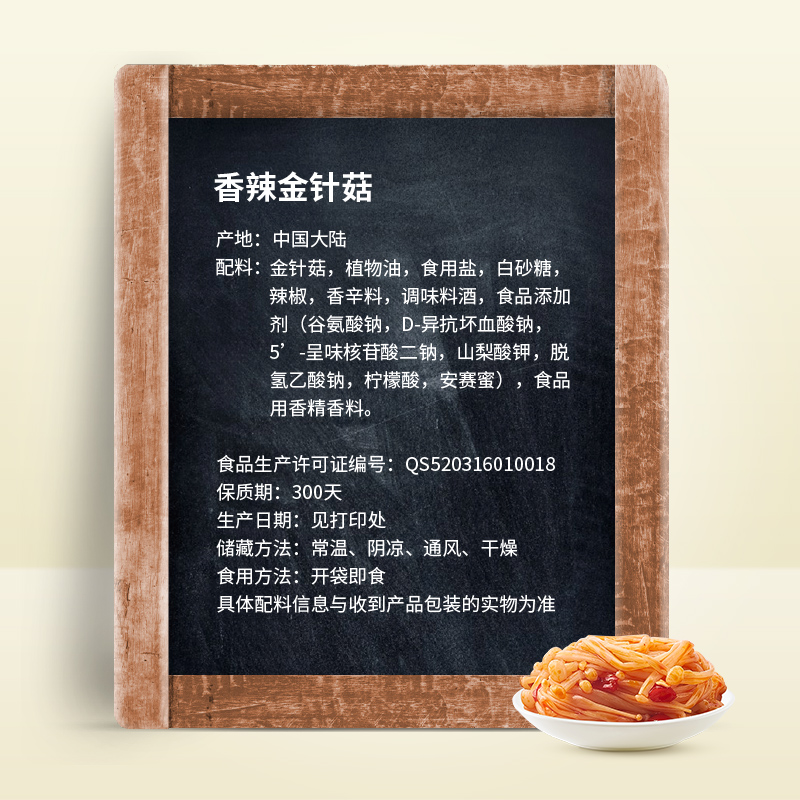 香辣金针菇
产地：中国大陆
配料：金针菇，植物油，食用盐，白砂糖，
辣椒，香辛料，调味料酒，食品添加
剂（谷氨酸钠，D-异抗坏血酸钠，
5’-呈味核苷酸二钠，山梨酸钾，脱
氢乙酸钠，柠檬酸，安赛蜜），食品
用香精香料。
食品生产许可证编号：QS520316010018
保质期：300天
生产日期：见打印处
储藏方法：常温、阴凉、通风、干燥
食用方法：开袋即食
具体配料信息与收到产品包装的实物为准